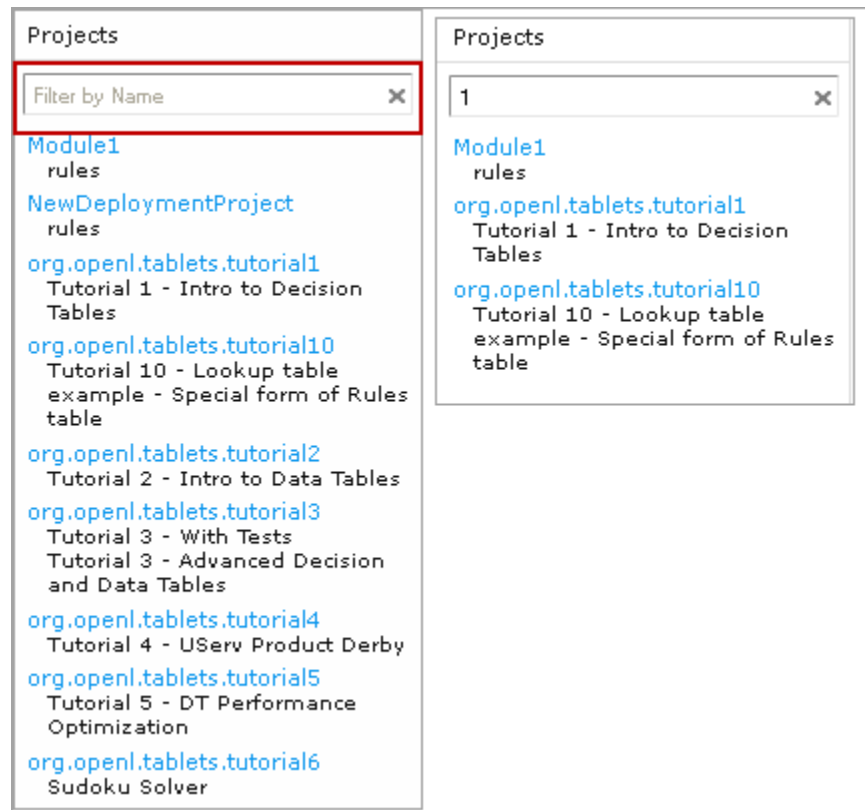 Projects
Filter by Name
Module1
rules
NewDeploymentProject
rules
org.openl.tablets.tutorial1
Tutorial 1 - Intro to Decision
Tables
org.openl.tablets.tutorial10
Tutorial 10 - Lookup table
example - Special form of Rules
table
org.openl.tablets.tutorial2
Tutorial 2 - Intro to Data Tables
org.openl.tablets.tutorial3
Tutorial 3 - With Tests
Tutorial 3 - Advanced Decision
and Data Tables
org.openl.tablets.tutorial4
Tutorial 4 - UServ Product Derby
org.openl.tablets.tutorial5
Tutorial 5 - DT Performance
Optimization
org.openl.tablets.tutorial6
Sudoku Solver
Projects
1
Module1
rules
org.openl.tablets.tutorial1
Tutorial 1 - Intro to Decision
Tables
org.openl.tablets.tutorial10
Tutorial 10 - Lookup table
example - Special form of Rules
table